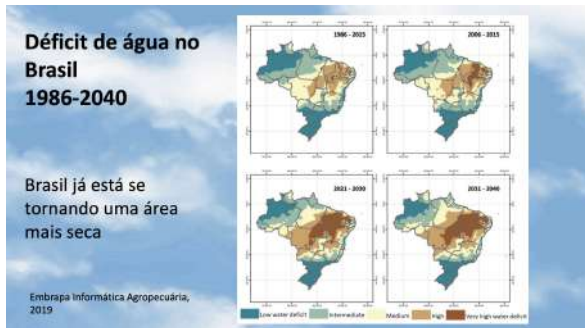 Déficit de água no
Brasil
1986-2040
Brasil já está se
tornando uma área
mais seca
Embrapa Informática Agropecuária,
2019
1986 - 2015
2006 - 2015
2021 - 2030
2031 - 2040
Low water deficit
Intermediate
Medium
High
Very high water deficit